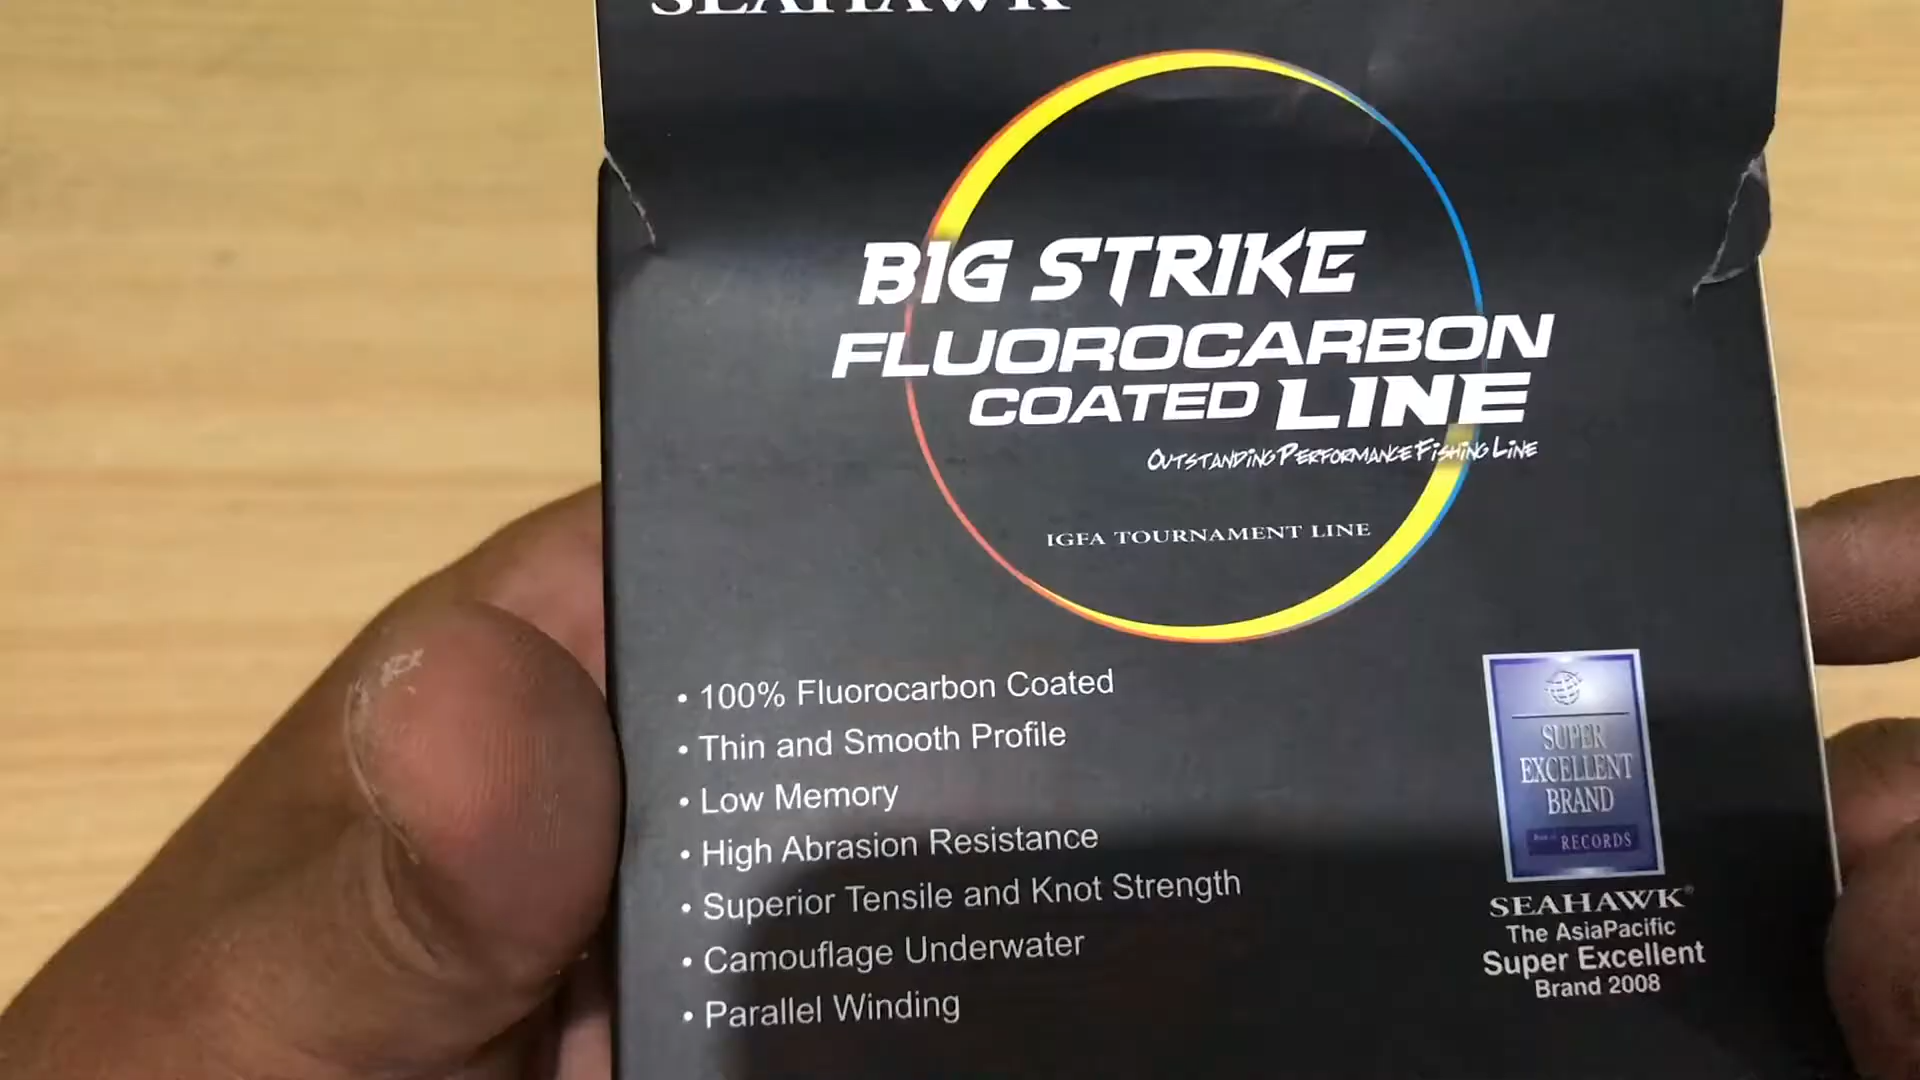 SEAHAWK
BIG STRIKE
FLUOROCARBON
COATED LINE
OUTSTANDING PERFORMANCE FISHING LINE
IGFA TOURNAMENT LINE
• 100% Fluorocarbon Coated
• Thin and Smooth Profile
• Low Memory
• High Abrasion Resistance
• Superior Tensile and Knot Strength
• Camouflage Underwater
• Parallel Winding
SUPER
EXCELLENT
BRAND
RECORDS
SEAHAWK®
The AsiaPacific
Super Excellent
Brand 2008